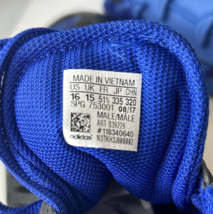 MADE IN VIETNAM
US UK FR JP CHN
16 15 51⅓ 335 320
SPG 753001 08/17
MALE/MALE
ART B39226
#118340640
adidas